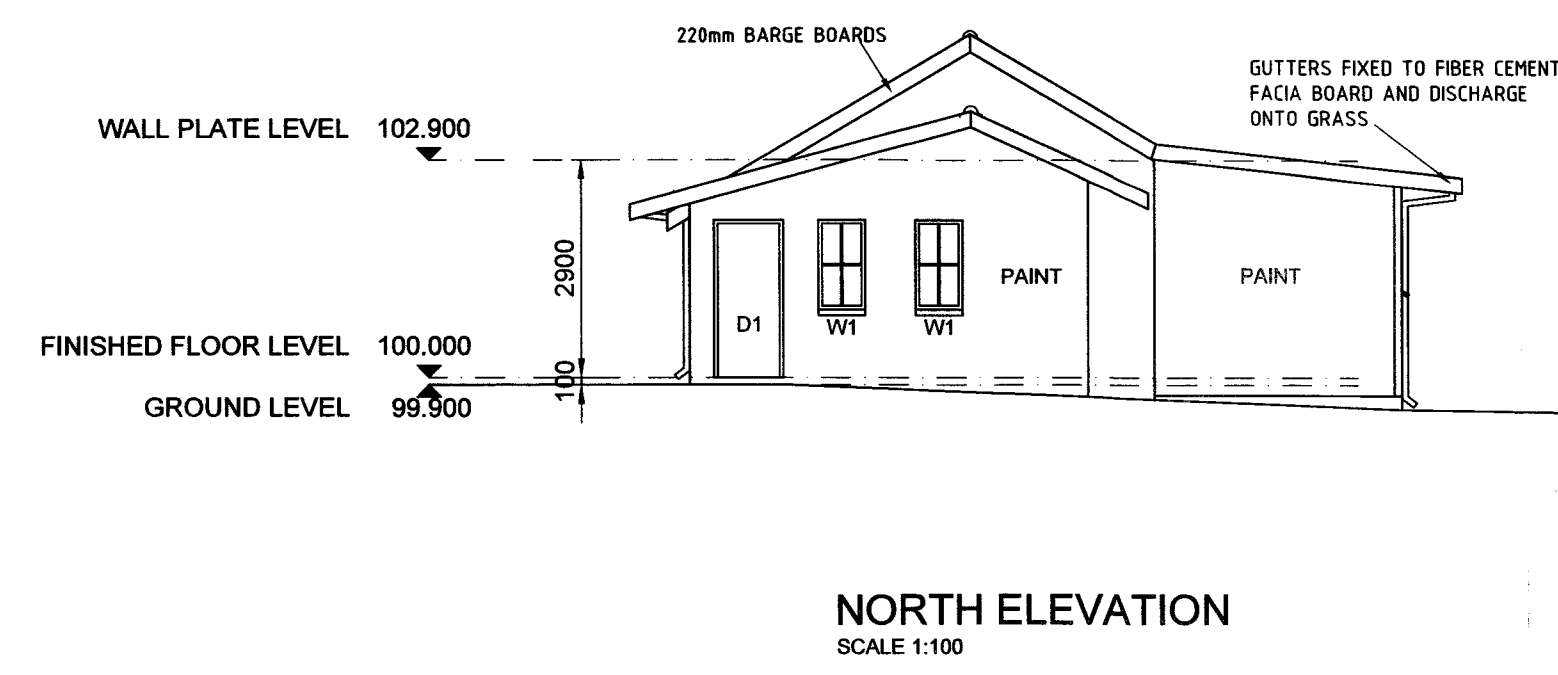 220mm BARGE BOARDS
GUTTERS FIXED TO FIBER CEMENT
FACIA BOARD AND DISCHARGE
ONTO GRASS
WALL PLATE LEVEL 102.900
2900
PAINT
PAINT
D1
W1
W1
FINISHED FLOOR LEVEL 100.000
100
GROUND LEVEL 99.900
NORTH ELEVATION
SCALE 1:100